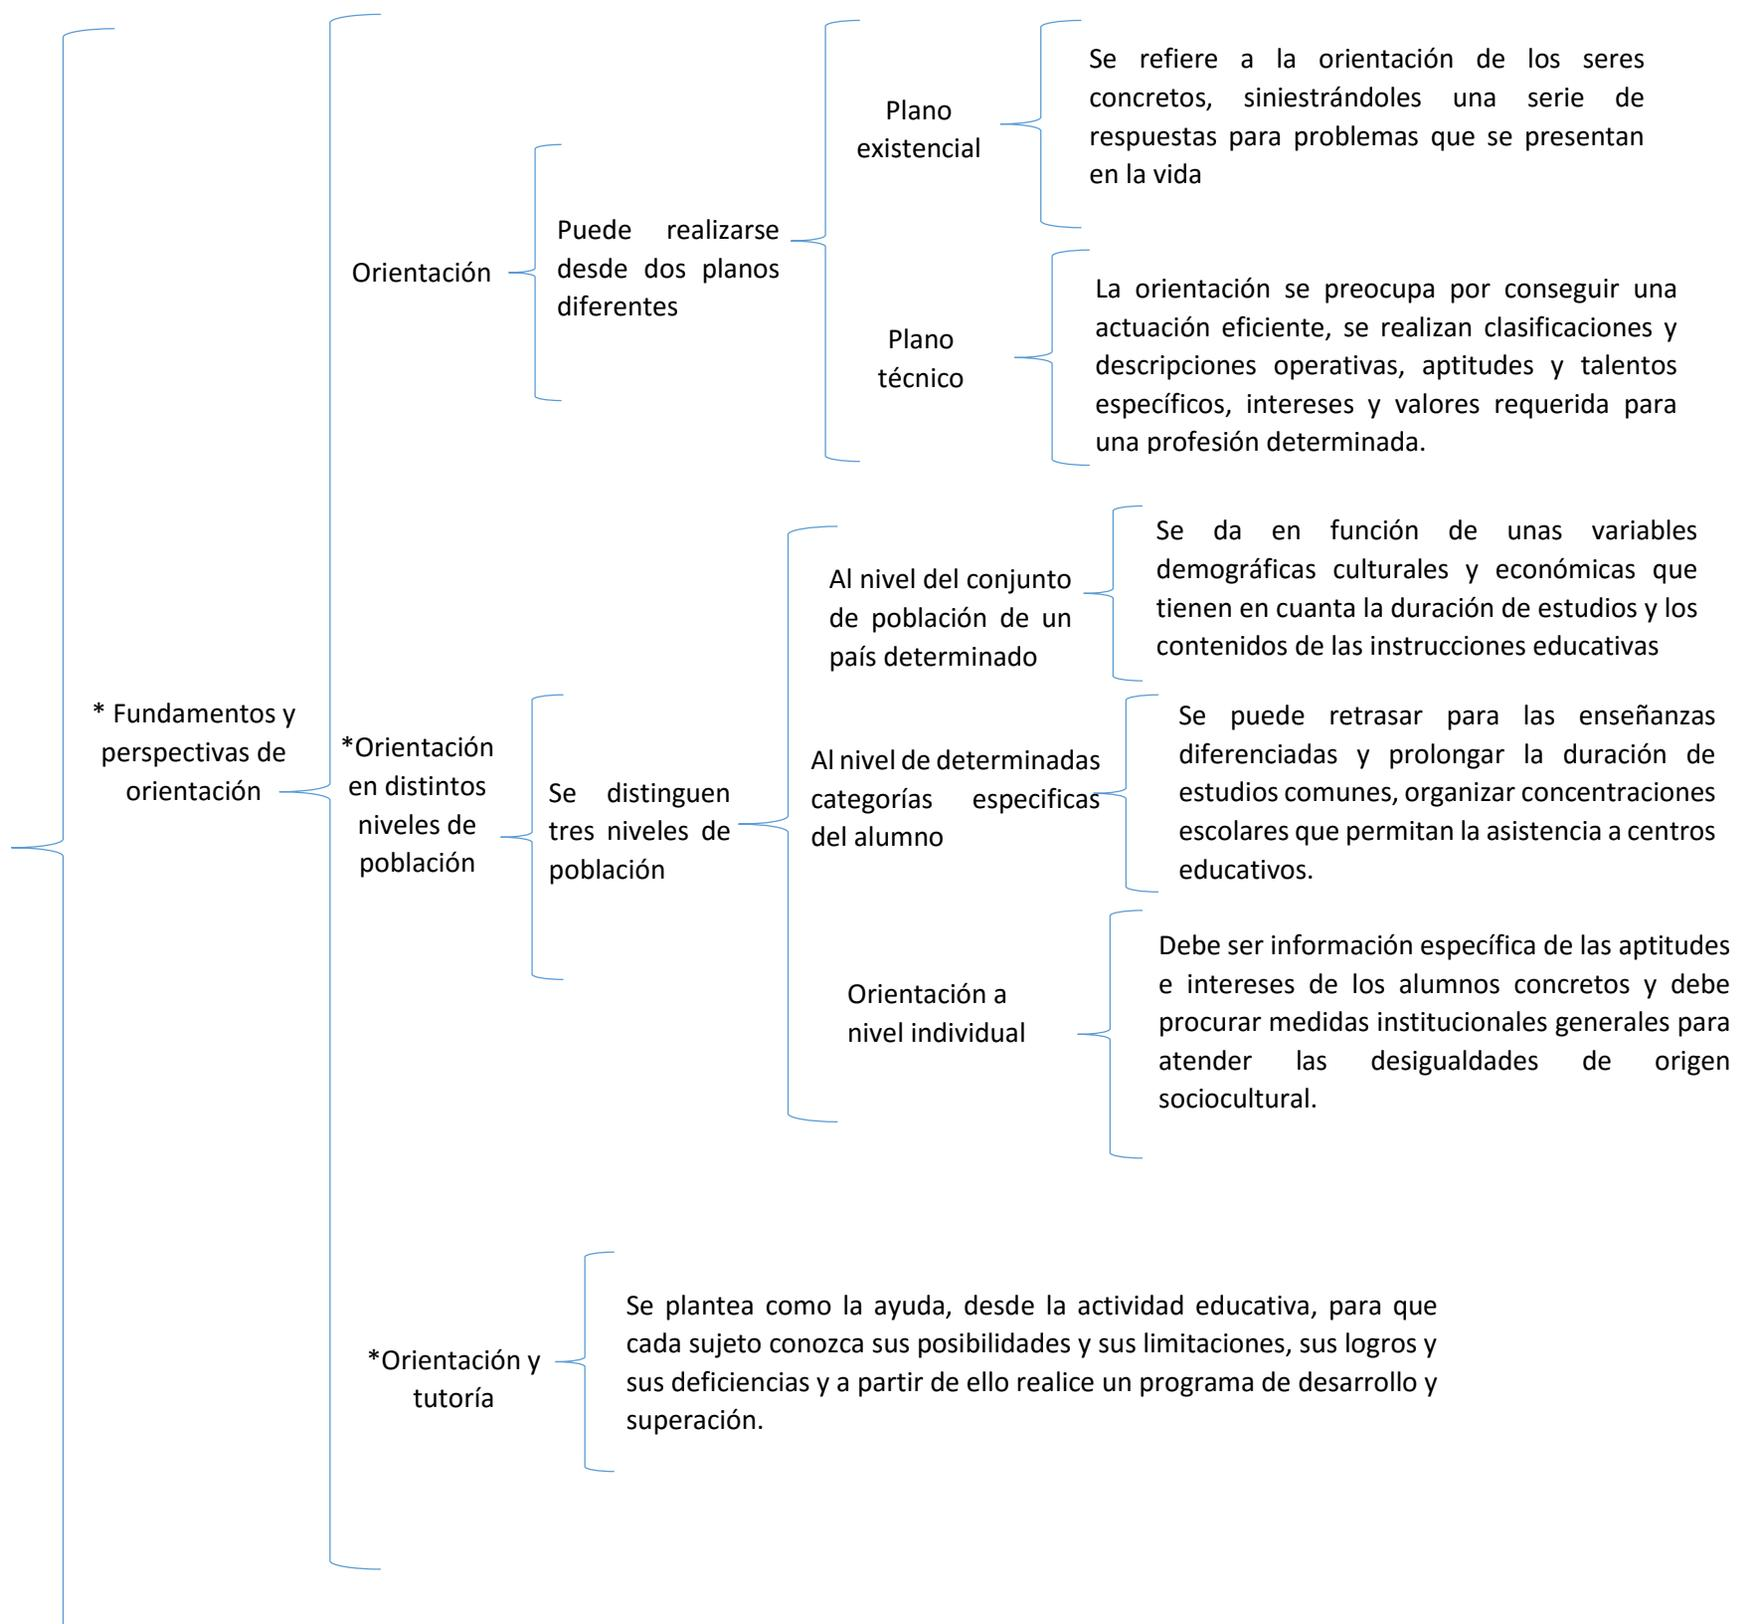 * Fundamentos y
perspectivas de
orientación
Orientación
Puede realizarse
desde dos planos
diferentes
Plano
existencial
Se refiere a la orientación de los seres
concretos, siniestrándoles una serie de
respuestas para problemas que se presentan
en la vida
Plano
técnico
La orientación se preocupa por conseguir una
actuación eficiente, se realizan clasificaciones y
descripciones operativas, aptitudes y talentos
específicos, intereses y valores requerida para
una profesión determinada.
*Orientación
en distintos
niveles de
población
Se distinguen
tres niveles de
población
Al nivel del conjunto
de población de un
país determinado
Se da en función de unas variables
demográficas culturales y económicas que
tienen en cuanta la duración de estudios y los
contenidos de las instrucciones educativas
Al nivel de determinadas
categorías especificas
del alumno
Se puede retrasar para las enseñanzas
diferenciadas y prolongar la duración de
estudios comunes, organizar concentraciones
escolares que permitan la asistencia a centros
educativos.
Orientación a
nivel individual
Debe ser información específica de las aptitudes
e intereses de los alumnos concretos y debe
procurar medidas institucionales generales para
atender las desigualdades de origen
sociocultural.
*Orientación y
tutoría
Se plantea como la ayuda, desde la actividad educativa, para que
cada sujeto conozca sus posibilidades y sus limitaciones, sus logros y
sus deficiencias y a partir de ello realice un programa de desarrollo y
superación.